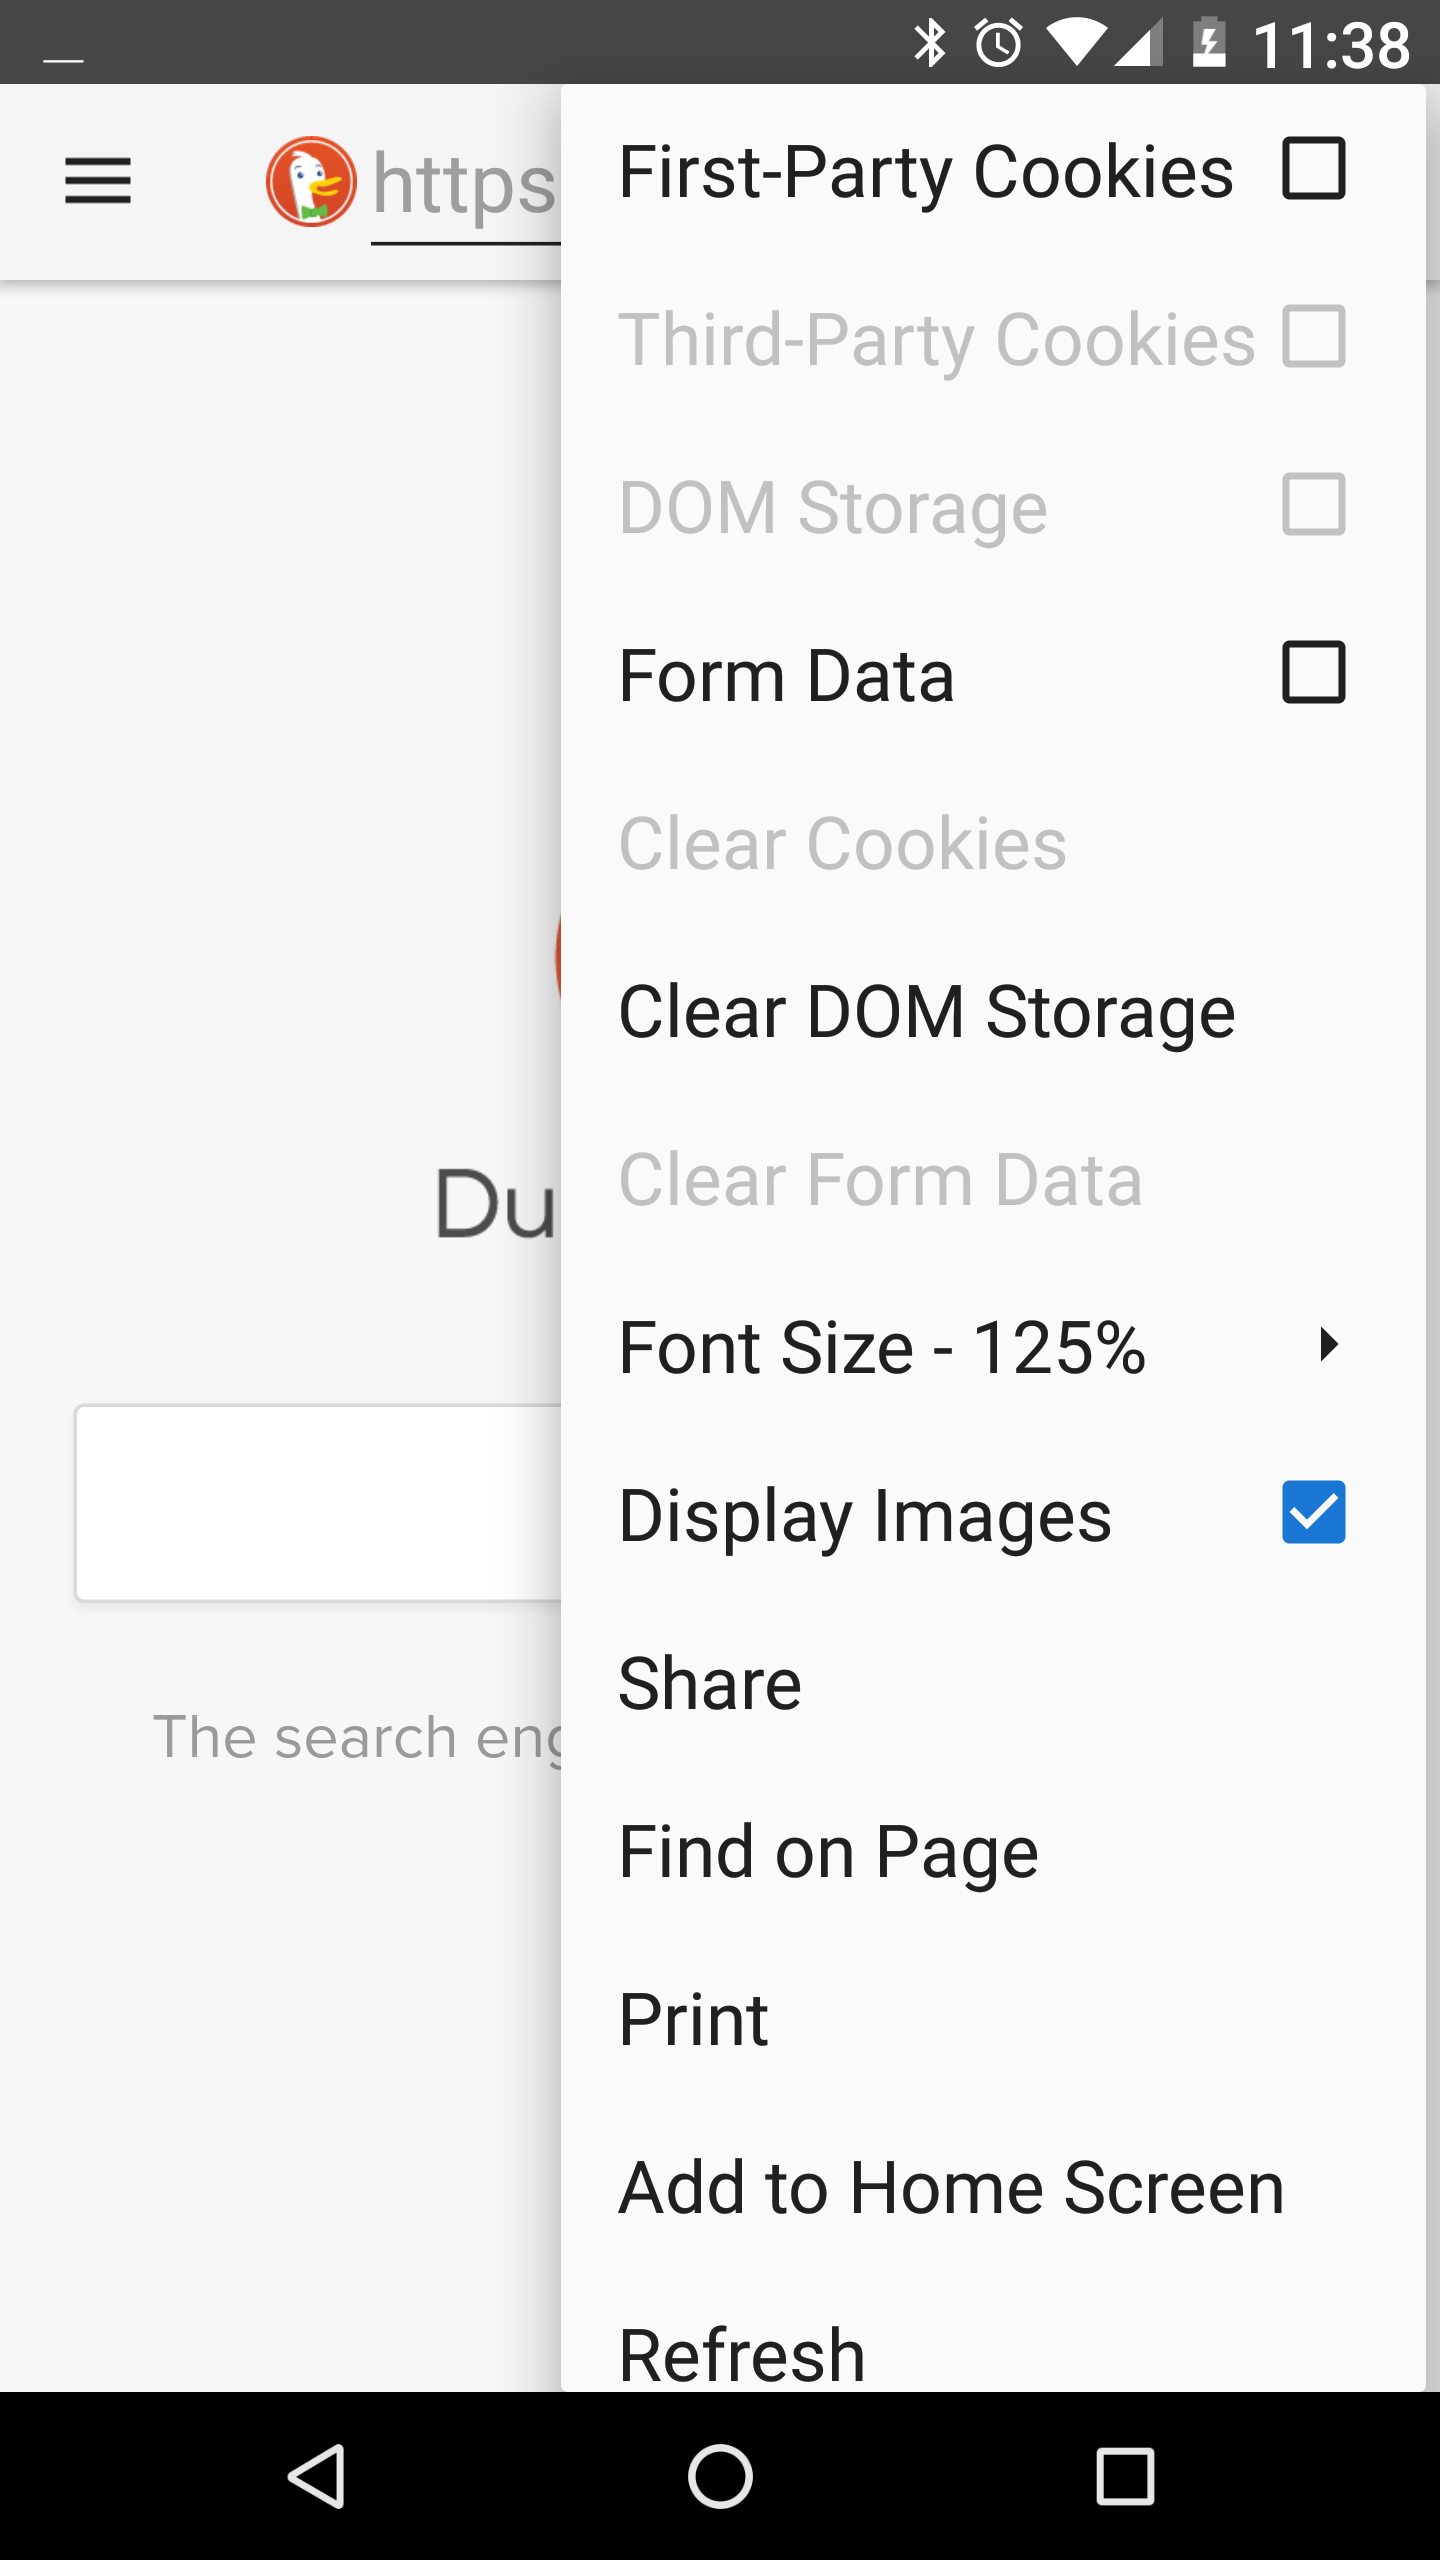 11:38
https
First-Party Cookies
Third-Party Cookies
DOM Storage
Form Data
Clear Cookies
Clear DOM Storage
Du
Clear Form Data
Font Size - 125%
Display Images
Share
The search eng
Find on Page
Print
Add to Home Screen
Refresh